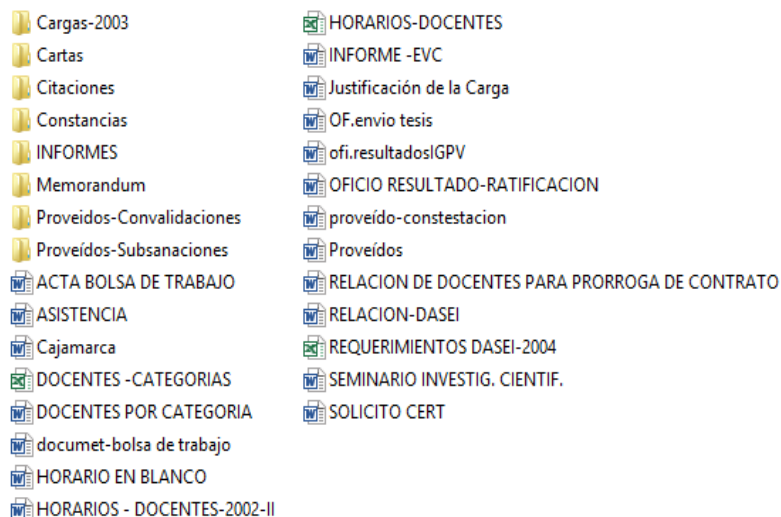 Cargas-2003
Cartas
Citaciones
Constancias
INFORMES
Memorandum
Proveidos-Convalidaciones
Proveídos-Subsanaciones
ACTA BOLSA DE TRABAJO
ASISTENCIA
Cajamarca
DOCENTES -CATEGORIAS
DOCENTES POR CATEGORIA
documet-bolsa de trabajo
HORARIO EN BLANCO
HORARIOS - DOCENTES-2002-II
HORARIOS-DOCENTES
INFORME -EVC
Justificación de la Carga
OF.envio tesis
ofi.resultadosIGPV
OFICIO RESULTADO-RATIFICACION
proveído-constestacion
Proveídos
RELACION DE DOCENTES PARA PRORROGA DE CONTRATO
RELACION-DASEI
REQUERIMIENTOS DASEI-2004
SEMINARIO INVESTIG. CIENTIF.
SOLICITO CERT